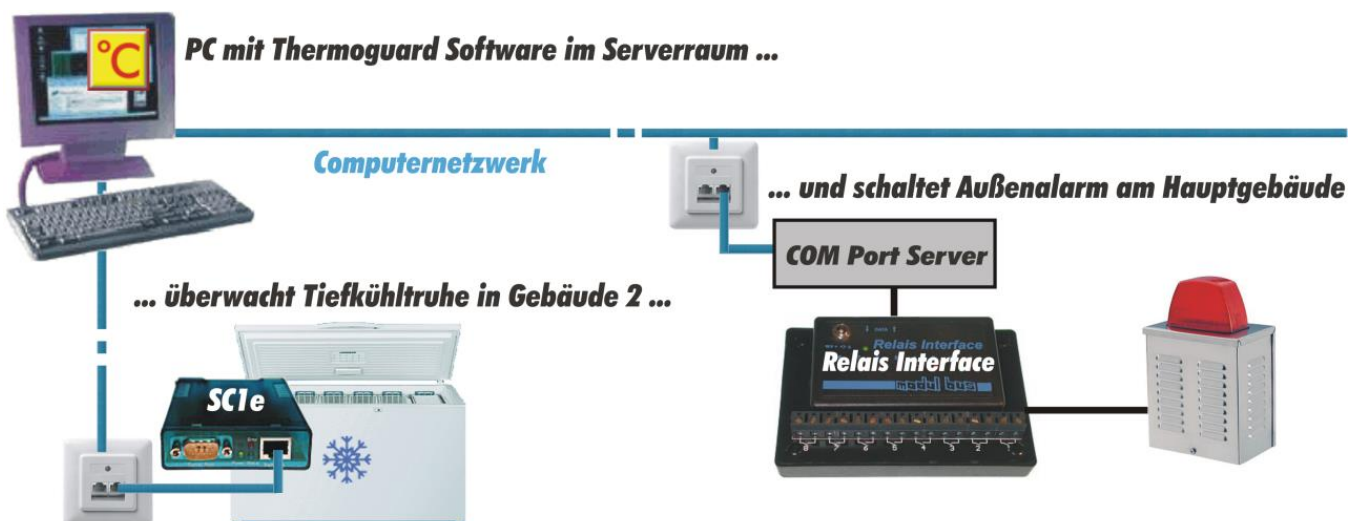 °C
PC mit Thermoguard Software im Serverraum ...
Computernetzwerk
... und schaltet Außenalarm am Hauptgebäude
COM Port Server
... überwacht Tiefkühltruhe in Gebäude 2 ...
SC1e
Relais Interface
Relais Interface
modul bus
8 7 6 5 4 3 2 1